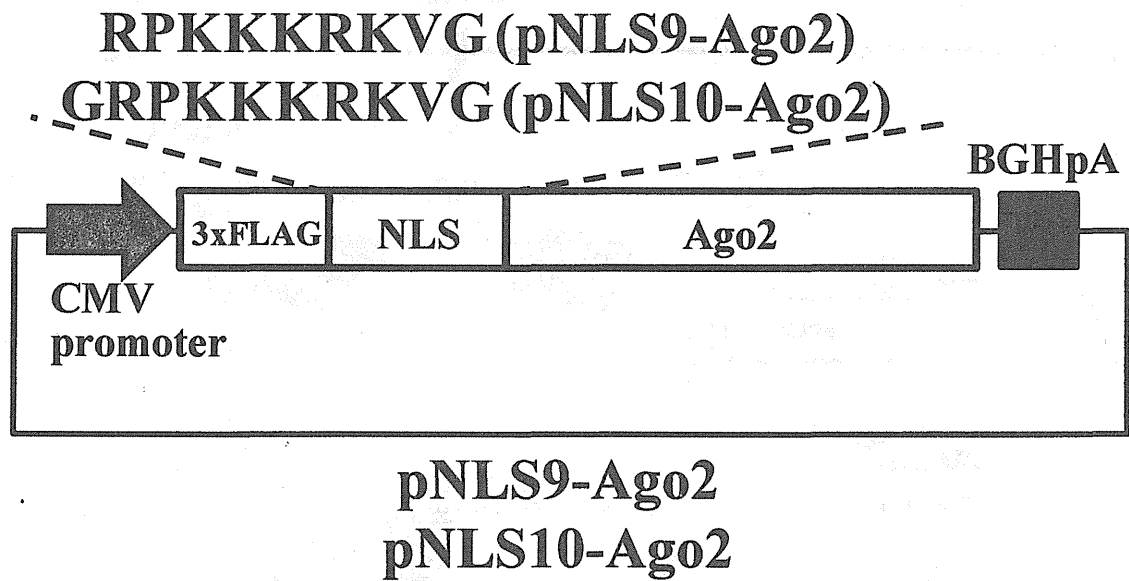 RPKKKRKVG (pNLS9-Ago2)
GRPKKKRKVG (pNLS10-Ago2)
BGHpA
3xFLAG NLS Ago2
CMV
promoter
pNLS9-Ago2
pNLS10-Ago2